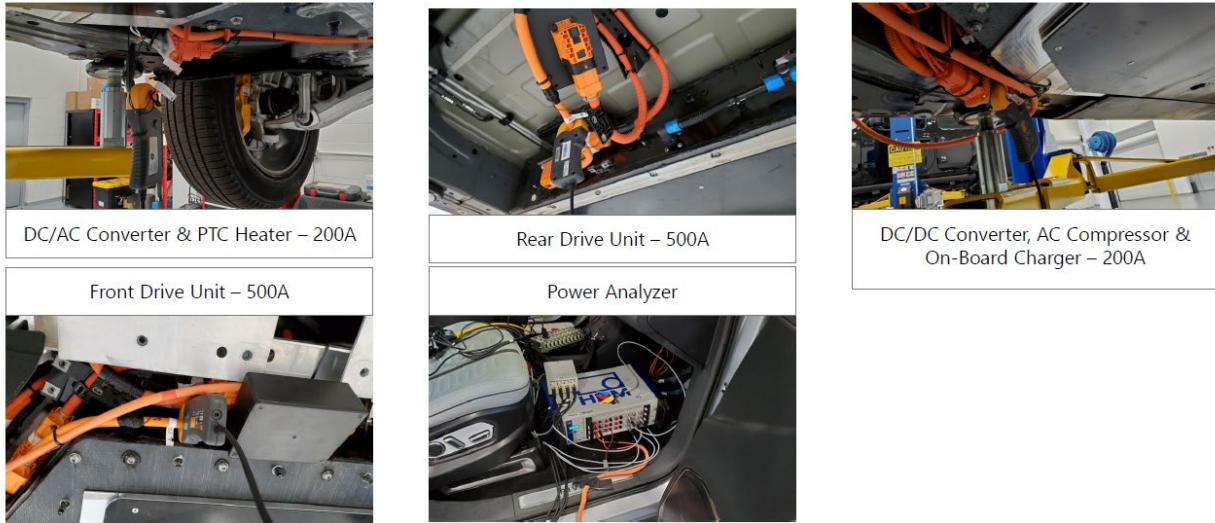 DC/AC Converter & PTC Heater – 200A
Rear Drive Unit – 500A
DC/DC Converter, AC Compressor &
On-Board Charger – 200A
Front Drive Unit – 500A
Power Analyzer
HBM